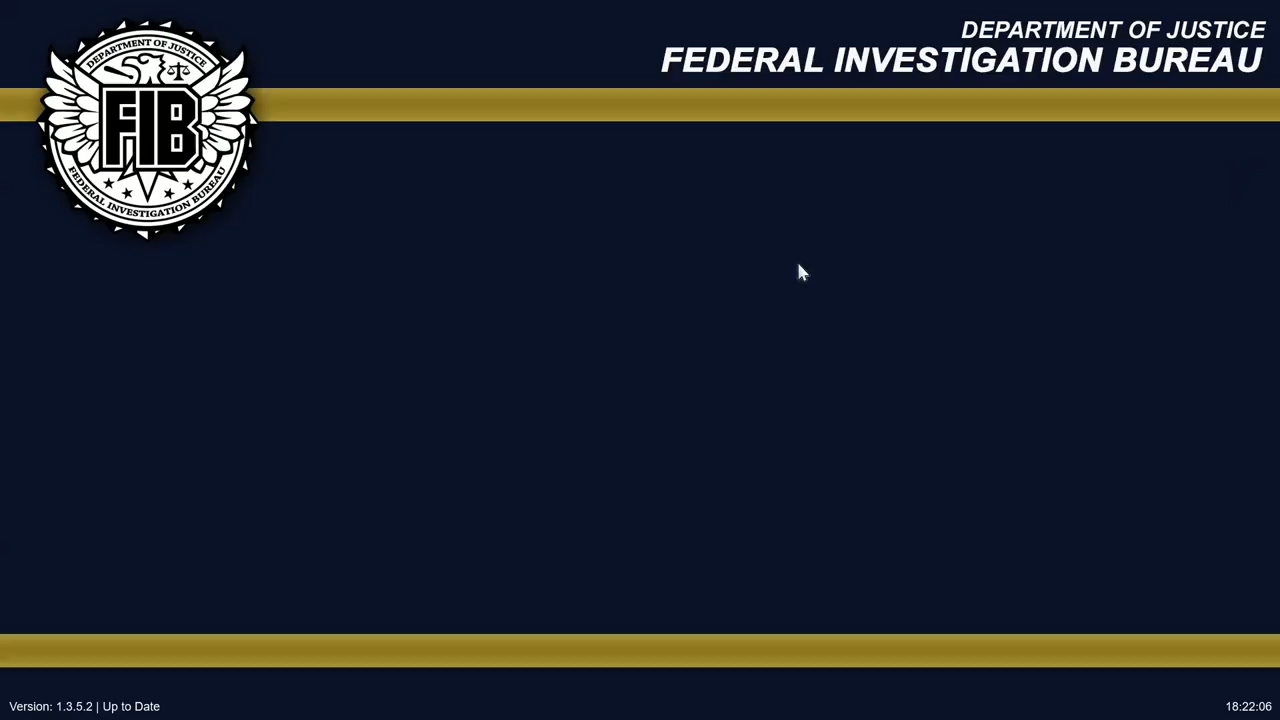 DEPARTMENT OF JUSTICE
FEDERAL INVESTIGATION BUREAU
DEPARTMENT OF JUSTICE
FIB
FEDERAL INVESTIGATION BUREAU
Version: 1.3.5.2 | Up to Date
18:22:06